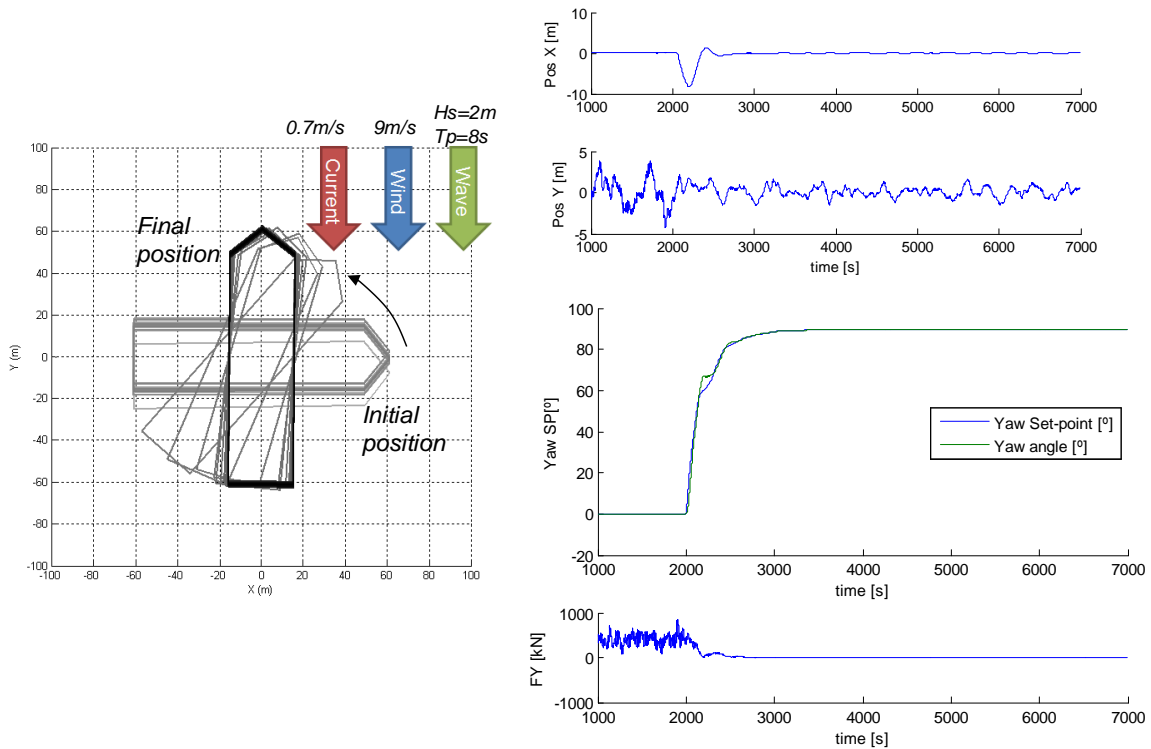 Hs=2m
0.7m/s 9m/s Tp=8s
Current
Wind
Wave
Final
position
Initial
position
100
80
60
40
20
0
-20
-40
-60
-80
-100
Y (m)
-100 -80 -60 -40 -20 0 20 40 60 80 100
X (m)
Pos X [m]
10
0
-10
1000 2000 3000 4000 5000 6000 7000
Pos Y [m]
5
0
-5
1000 2000 3000 4000 5000 6000 7000
time [s]
Yaw SP[º]
100
80
60
40
20
0
-20
1000 2000 3000 4000 5000 6000 7000
time [s]
Yaw Set-point [º]
Yaw angle [º]
FY [kN]
1000
0
-1000
1000 2000 3000 4000 5000 6000 7000
time [s]